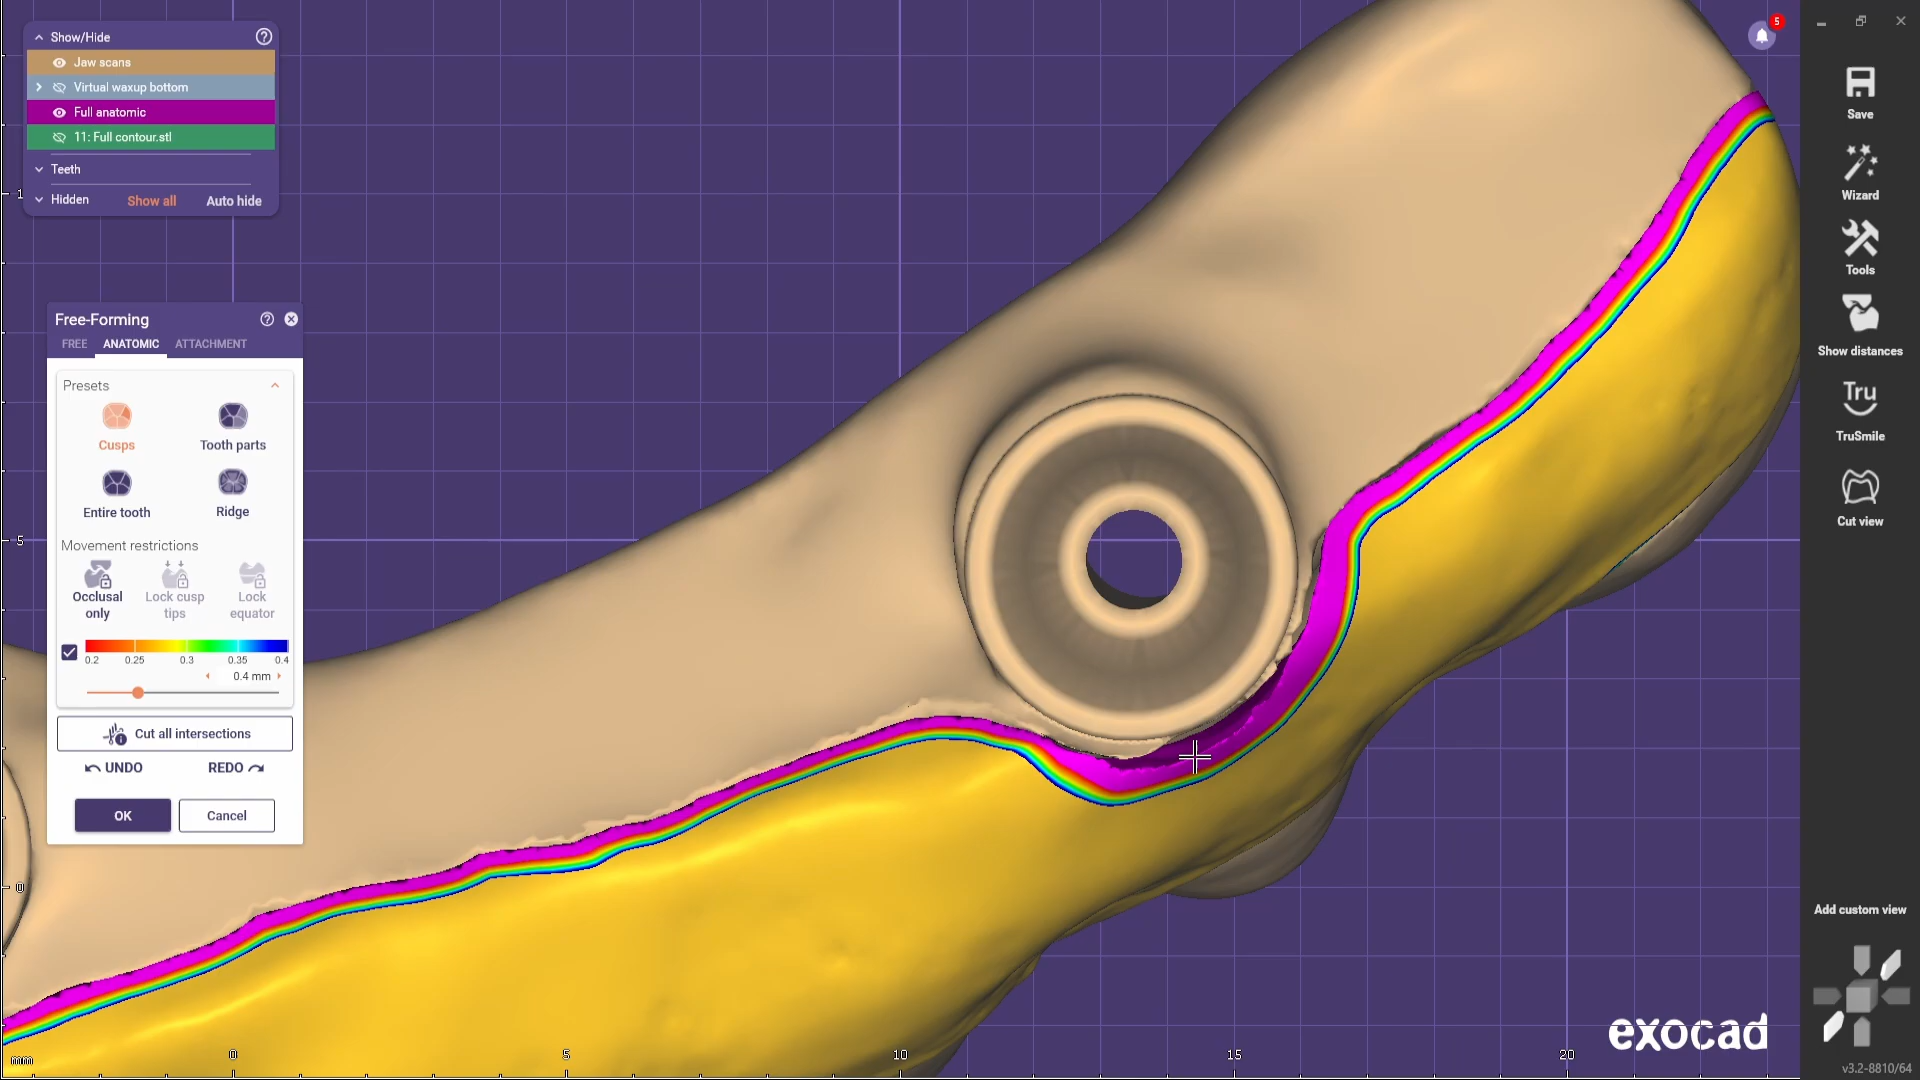 Show/Hide
Jaw scans
Virtual waxup bottom
Full anatomic
11: Full contour.stl
Teeth
Hidden Show all Auto hide
Free-Forming
FREE ANATOMIC ATTACHMENT
Presets
Cusps Tooth parts
Entire tooth Ridge
Movement restrictions
Occlusal only Lock cusp tips Lock equator
0.2 0.25 0.3 0.35 0.4
0.4 mm
Cut all intersections
UNDO REDO
OK Cancel
1
5
0
mm 0 5 10 15 20
5
Save
Wizard
Tools
Show distances
Tru
TruSmile
Cut view
Add custom view
exocad
v3.2-8810/64